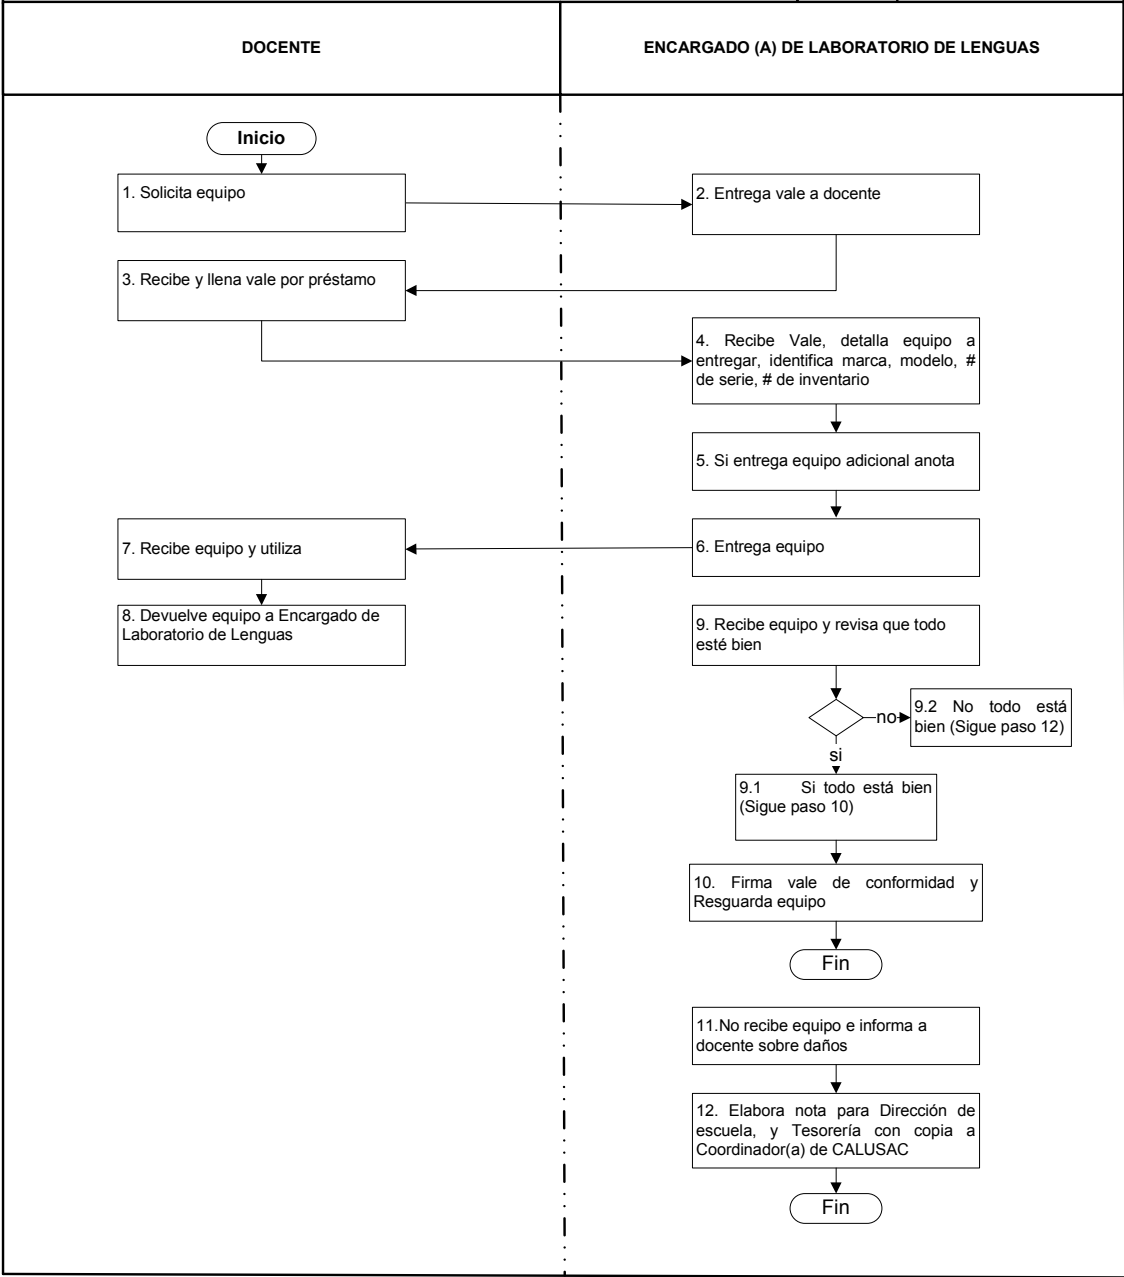 DOCENTE
ENCARGADO (A) DE LABORATORIO DE LENGUAS
Inicio
1. Solicita equipo
2. Entrega vale a docente
3. Recibe y llena vale por préstamo
4. Recibe Vale, detalla equipo a
entregar, identifica marca, modelo, #
de serie, # de inventario
5. Si entrega equipo adicional anota
6. Entrega equipo
7. Recibe equipo y utiliza
8. Devuelve equipo a Encargado de
Laboratorio de Lenguas
9. Recibe equipo y revisa que todo
esté bien
no
9.2 No todo está
bien (Sigue paso 12)
si
9.1 Si todo está bien
(Sigue paso 10)
10. Firma vale de conformidad y
Resguarda equipo
Fin
11.No recibe equipo e informa a
docente sobre daños
12. Elabora nota para Dirección de
escuela, y Tesorería con copia a
Coordinador(a) de CALUSAC
Fin